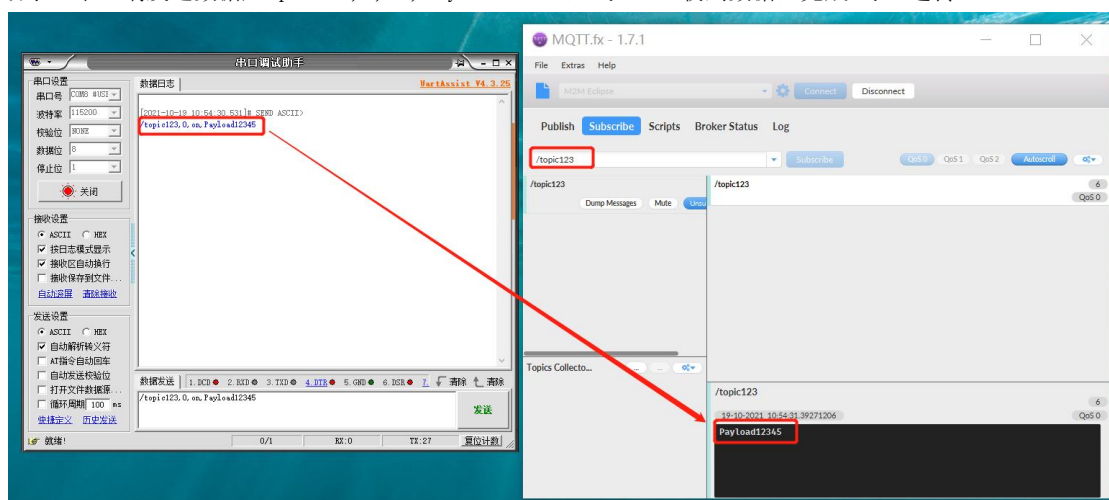 MQTT.fx - 1.7.1
File Extras Help
M2M Eclipse
Connect
Disconnect
Publish Subscribe Scripts Broker Status Log
/topic123
Subscribe
QoS 0 QoS 1 QoS 2 Autoscroll
/topic123
Dump Messages Mute Unsu
/topic123
6
QoS 0
Topics Collecto...
/topic123
6
19-10-2021 10:54:31.39271206
QoS 0
Payload12345
串口调试助手
串口设置
串口号 COM3 #USI
波特率 115200
校验位 NONE
数据位 8
停止位 1
关闭
接收设置
ASCII HEX
按日志模式显示
接收区自动换行
接收保存到文件...
自动滚屏 清除接收
发送设置
ASCII HEX
自动解析转义符
AT指令自动回车
自动发送校验位
打开文件数据源...
循环周期 100 ms
快捷定义 历史发送
数据日志
UartAssist V4.3.25
[2021-10-19 10:54:30.531]# SEND ASCII>
/topic123,0,on,Payload12345
数据发送 1.DCD 2.RXD 3.TXD 4.DTR 5.GND 6.DSR 7. 清除 清除
/topic123,0,on,Payload12345
发送
就绪! 0/1 RX:0 TX:27 复位计数